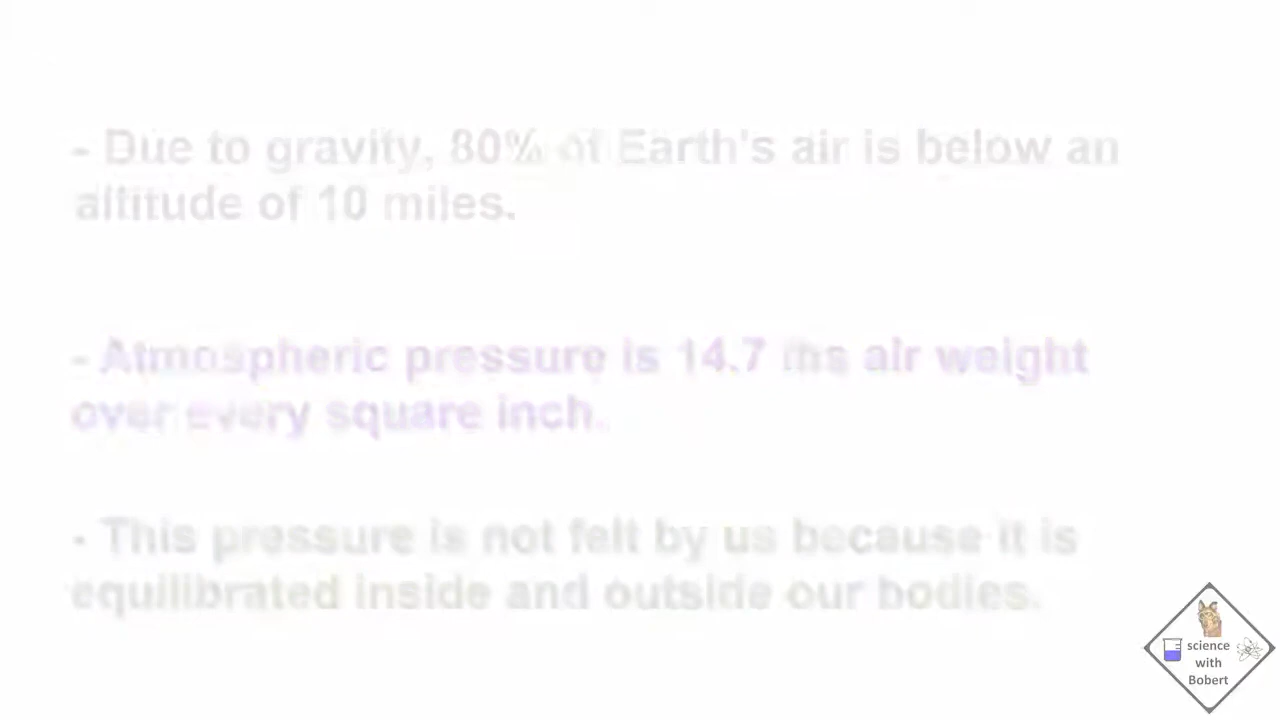 - Due to gravity, 80% of Earth's air is below an
altitude of 10 miles.
- Atmospheric pressure is 14.7 lbs air weight
over every square inch.
- This pressure is not felt by us because it is
equilibrated inside and outside our bodies.
science
with
Bobert